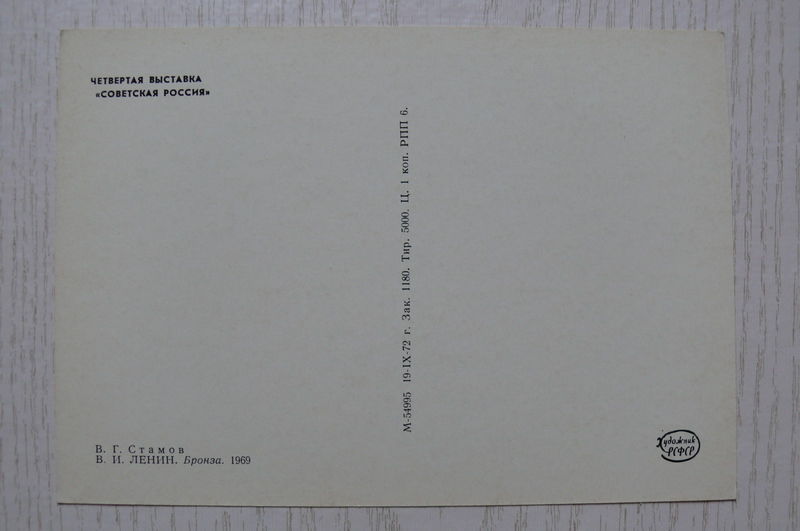 ЧЕТВЕРТАЯ ВЫСТАВКА
«СОВЕТСКАЯ РОССИЯ»
М-54995 19-IX-72 г. Зак. 1180. Тир. 5000. Ц. 1 коп. РПП 6.
В. Г. Стамов
В. И. ЛЕНИН. Бронза. 1969
Художник
РСФСР